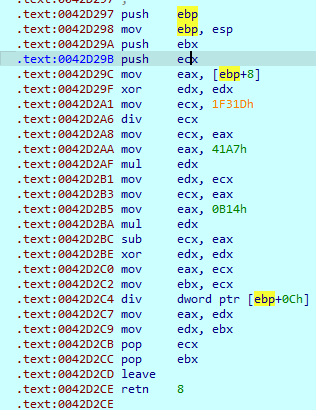 .text:0042D297 push ebp
.text:0042D298 mov ebp, esp
.text:0042D29A push ebx
.text:0042D29B push ecx
.text:0042D29C mov eax, [ebp+8]
.text:0042D29F xor edx, edx
.text:0042D2A1 mov ecx, 1F31Dh
.text:0042D2A6 div ecx
.text:0042D2A8 mov ecx, eax
.text:0042D2AA mov eax, 41A7h
.text:0042D2AF mul edx
.text:0042D2B1 mov edx, ecx
.text:0042D2B3 mov ecx, eax
.text:0042D2B5 mov eax, 0B14h
.text:0042D2BA mul edx
.text:0042D2BC sub ecx, eax
.text:0042D2BE xor edx, edx
.text:0042D2C0 mov eax, ecx
.text:0042D2C2 mov ebx, ecx
.text:0042D2C4 div dword ptr [ebp+0Ch]
.text:0042D2C7 mov eax, edx
.text:0042D2C9 mov edx, ebx
.text:0042D2CB pop ecx
.text:0042D2CC pop ebx
.text:0042D2CD leave
.text:0042D2CE retn 8
.text:0042D2CE